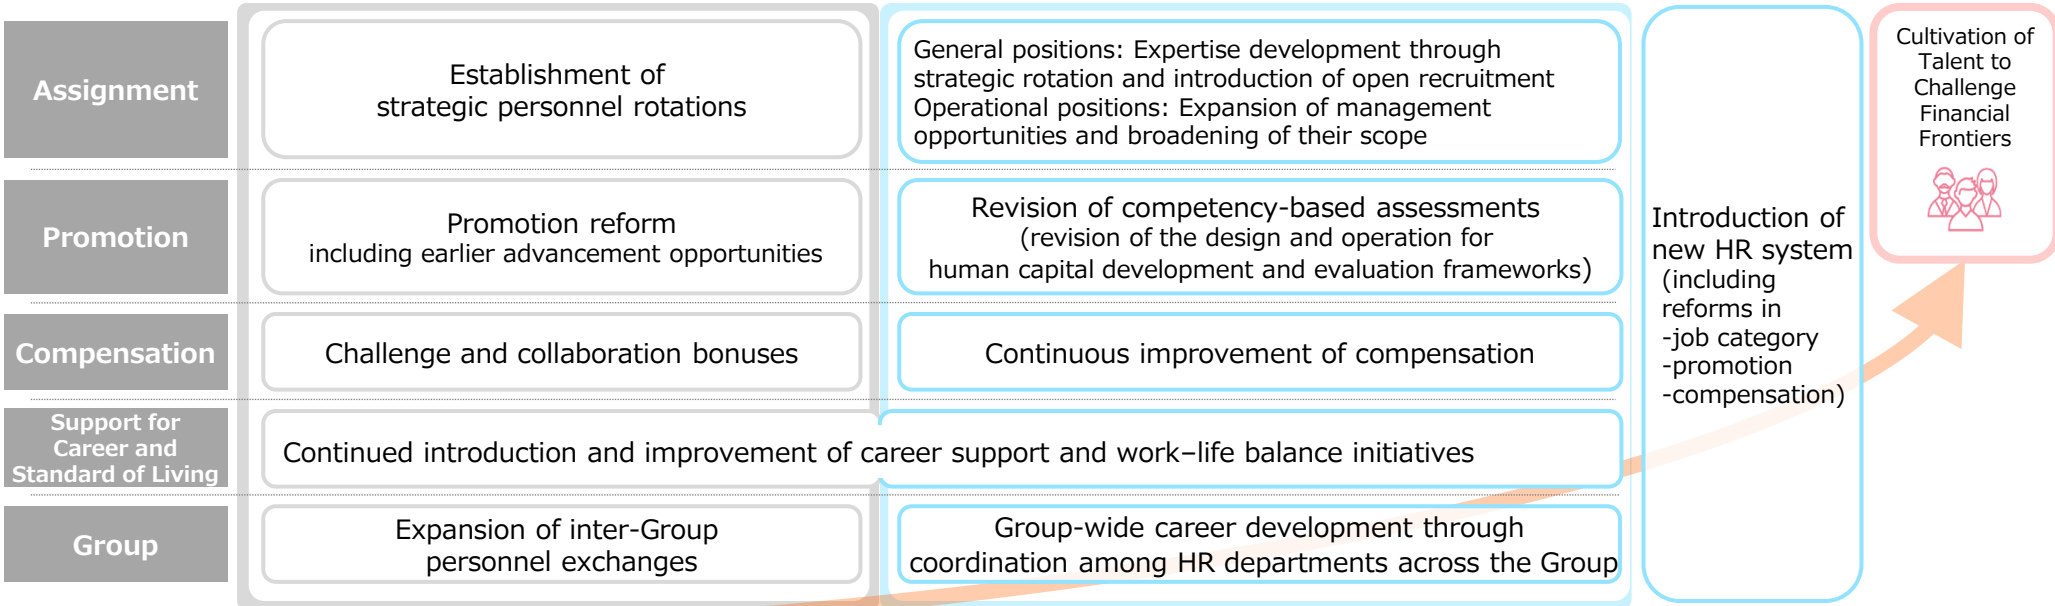 Assignment
Establishment of
strategic personnel rotations
General positions: Expertise development through
strategic rotation and introduction of open recruitment
Operational positions: Expansion of management
opportunities and broadening of their scope
Promotion
Promotion reform
including earlier advancement opportunities
Revision of competency-based assessments
(revision of the design and operation for
human capital development and evaluation frameworks)
Compensation
Challenge and collaboration bonuses
Continuous improvement of compensation
Support for
Career and
Standard of Living
Continued introduction and improvement of career support and work–life balance initiatives
Group
Expansion of inter-Group
personnel exchanges
Group-wide career development through
coordination among HR departments across the Group
Introduction of
new HR system
(including
reforms in
-job category
-promotion
-compensation)
Cultivation of
Talent to
Challenge
Financial
Frontiers